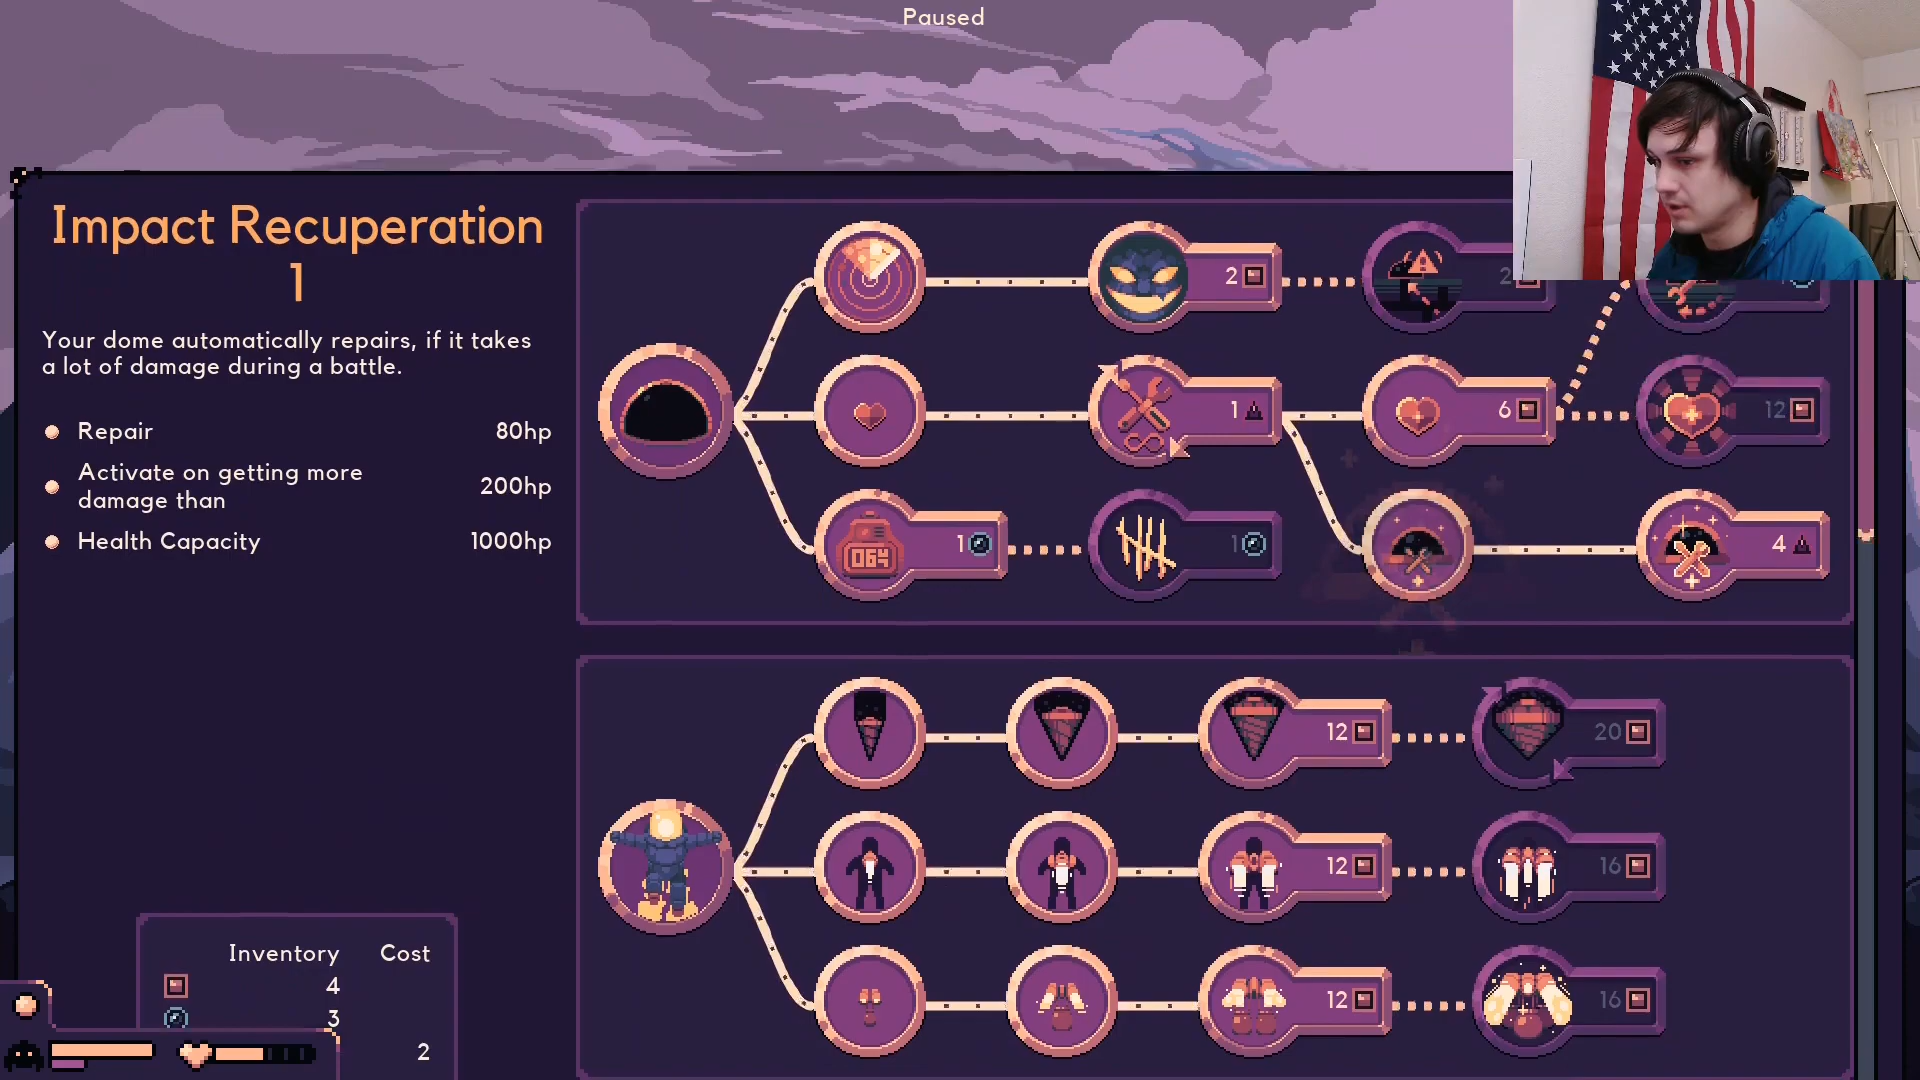 Paused
Impact Recuperation
1
Your dome automatically repairs, if it takes
a lot of damage during a battle.
Repair 80hp
Activate on getting more
damage than 200hp
Health Capacity 1000hp
2 2
1 6 12
064 1 1 4
12 20
12 16
12 16
Inventory Cost
4
3
2